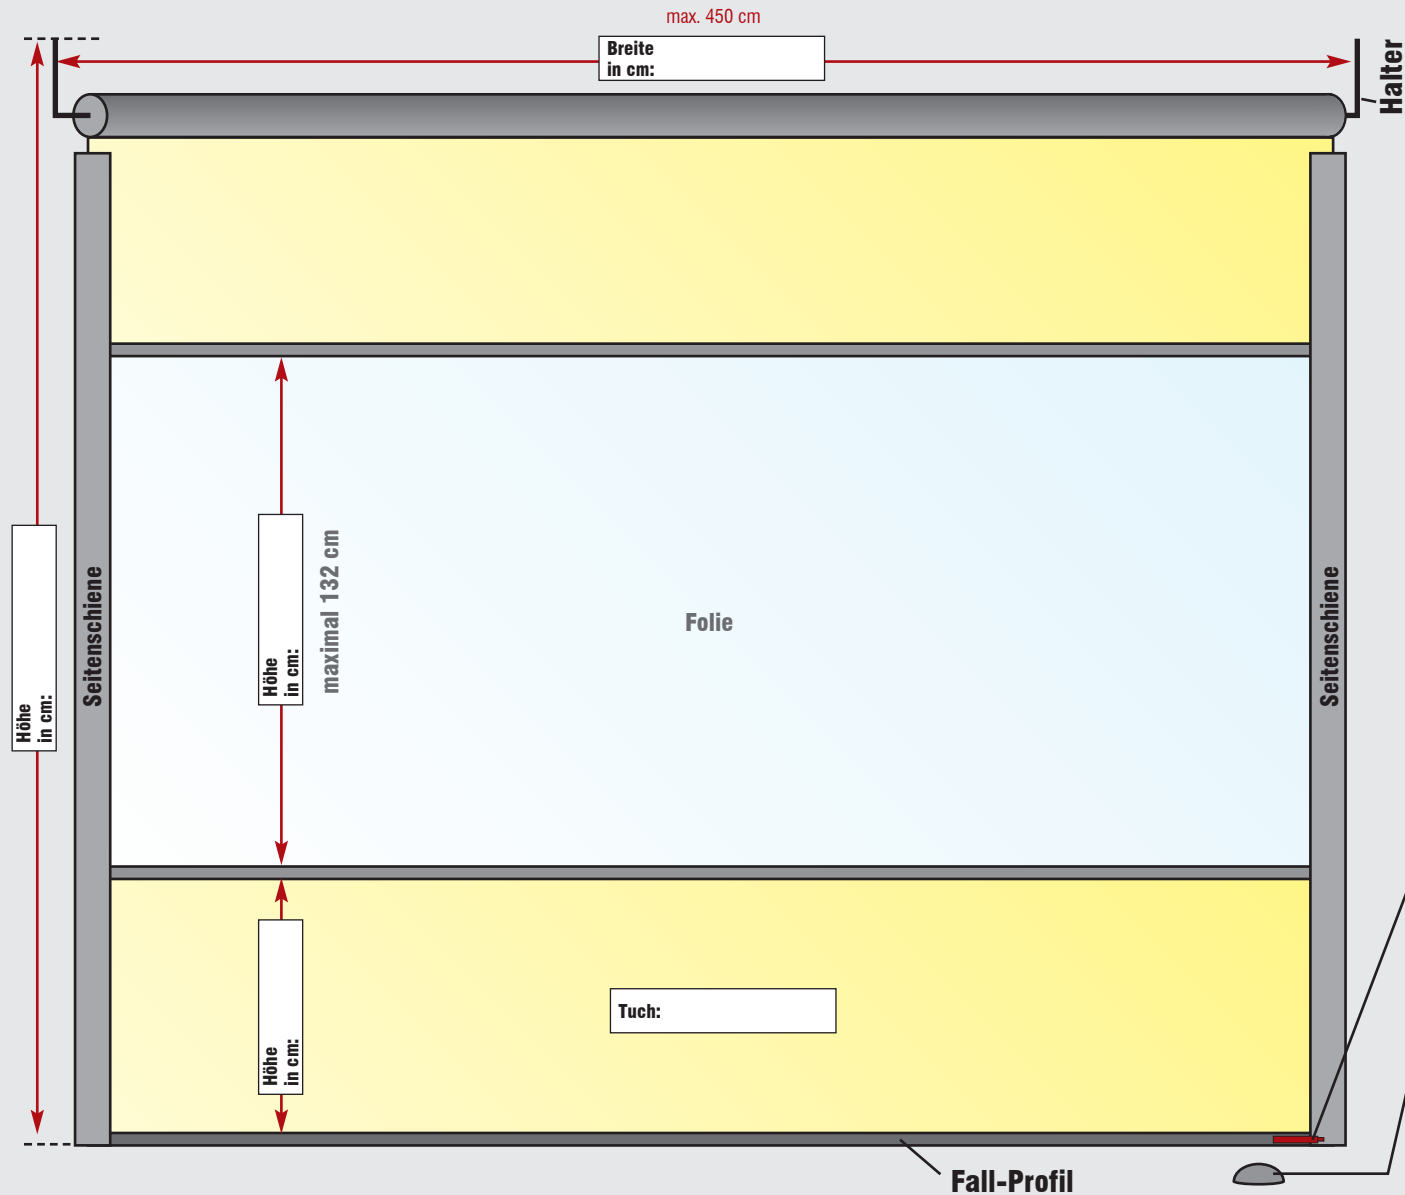 max. 450 cm
Breite
in cm:
Halter
Höhe
in cm:
Seitenschiene
Höhe
in cm:
maximal 132 cm
Folie
Seitenschiene
Höhe
in cm:
Tuch:
Fall-Profil